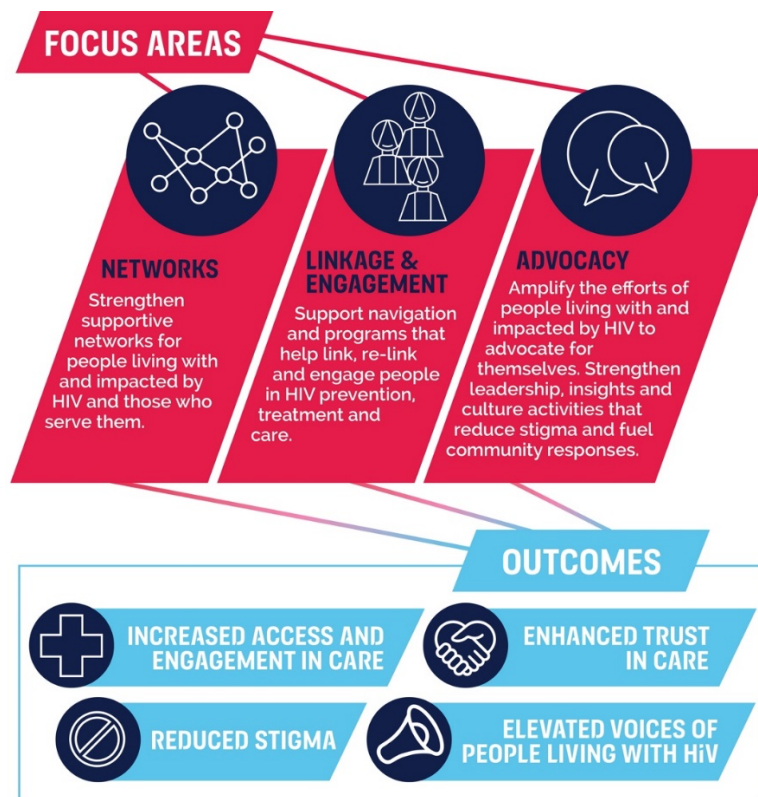 FOCUS AREAS
NETWORKS
Strengthen
supportive
networks for
people living with
and impacted by
HIV and those who
serve them.
LINKAGE &
ENGAGEMENT
Support navigation
and programs that
help link, re-link
and engage people
in HIV prevention,
treatment and
care.
ADVOCACY
Amplify the efforts of
people living with and
impacted by HIV to
advocate for
themselves. Strengthen
leadership, insights and
culture activities that
reduce stigma and fuel
community responses.
OUTCOMES
INCREASED ACCESS AND
ENGAGEMENT IN CARE
ENHANCED TRUST
IN CARE
REDUCED STIGMA
ELEVATED VOICES OF
PEOPLE LIVING WITH HiV